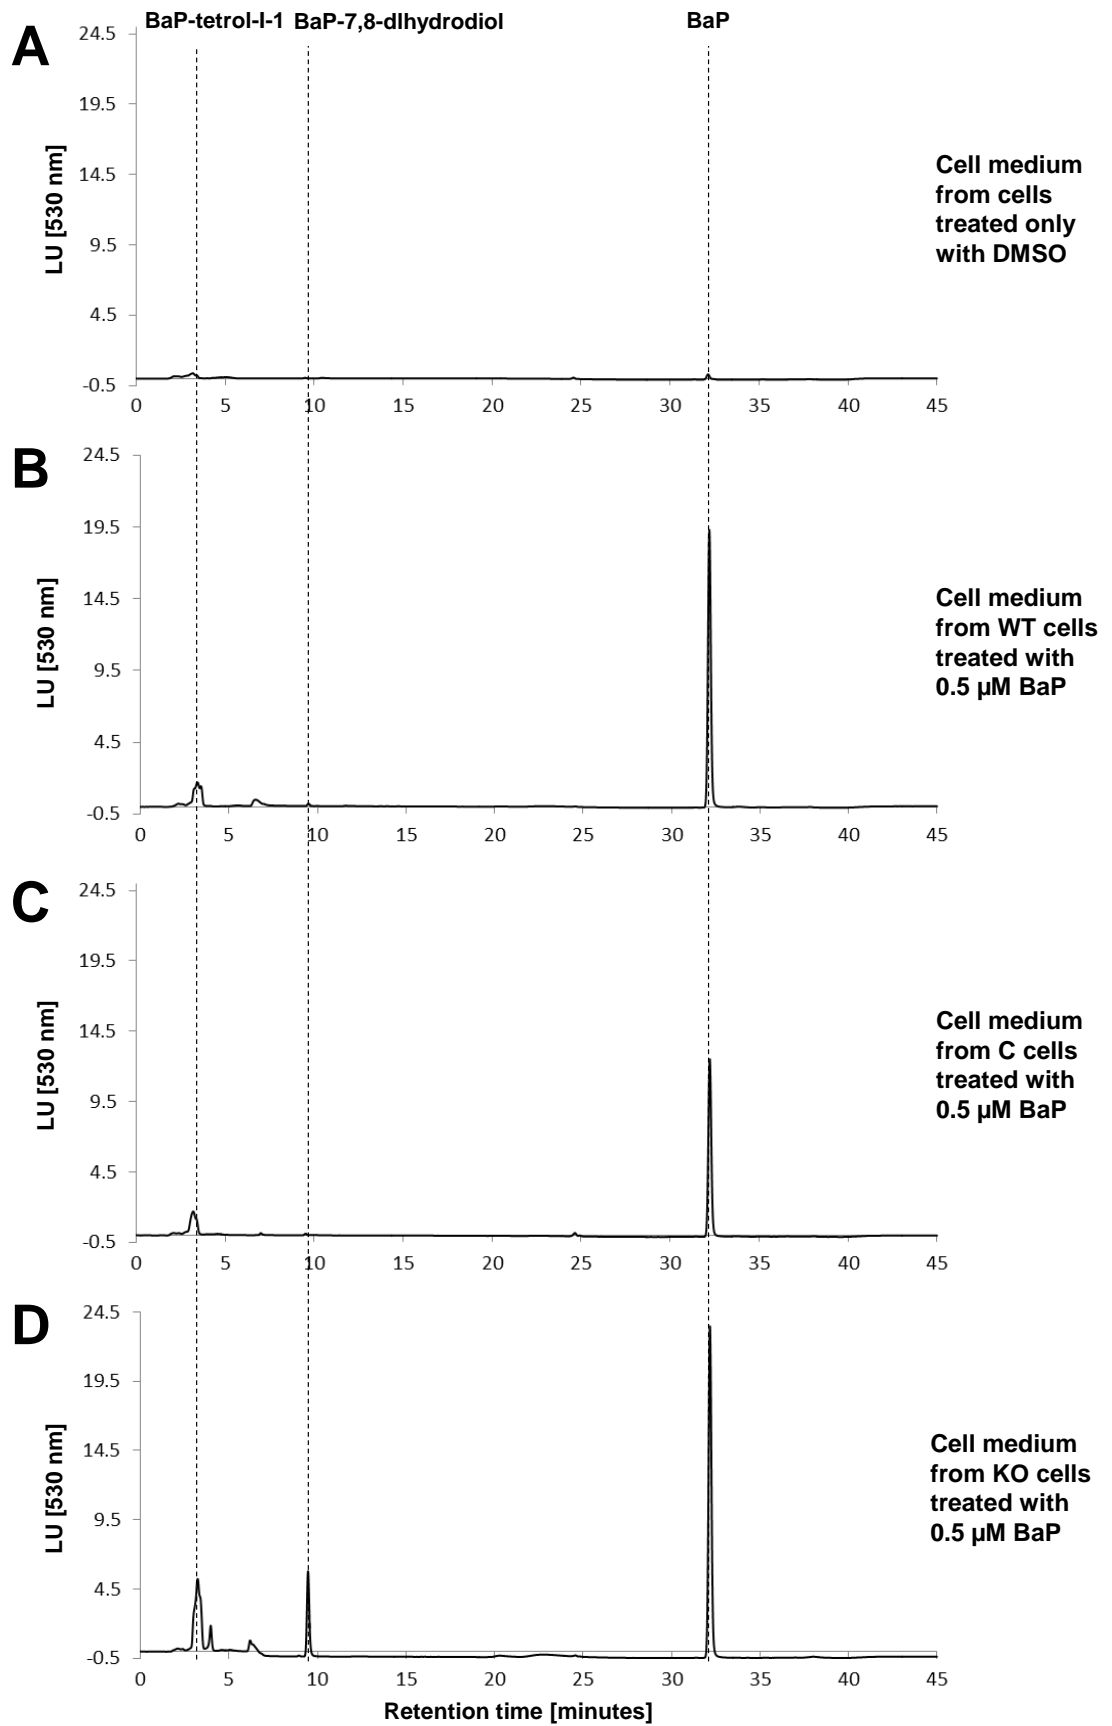 BaP-tetrol-I-1 BaP-7,8-dIhydrodiol BaP
A
24.5
19.5
14.5
9.5
4.5
-0.5
LU [530 nm]
0 5 10 15 20 25 30 35 40 45
Cell medium
from cells
treated only
with DMSO
B
24.5
19.5
14.5
9.5
4.5
-0.5
LU [530 nm]
0 5 10 15 20 25 30 35 40 45
Cell medium
from WT cells
treated with
0.5 µM BaP
C
24.5
19.5
14.5
9.5
4.5
-0.5
LU [530 nm]
0 5 10 15 20 25 30 35 40 45
Cell medium
from C cells
treated with
0.5 µM BaP
D
24.5
19.5
14.5
9.5
4.5
-0.5
LU [530 nm]
0 5 10 15 20 25 30 35 40 45
Cell medium
from KO cells
treated with
0.5 µM BaP
Retention time [minutes]